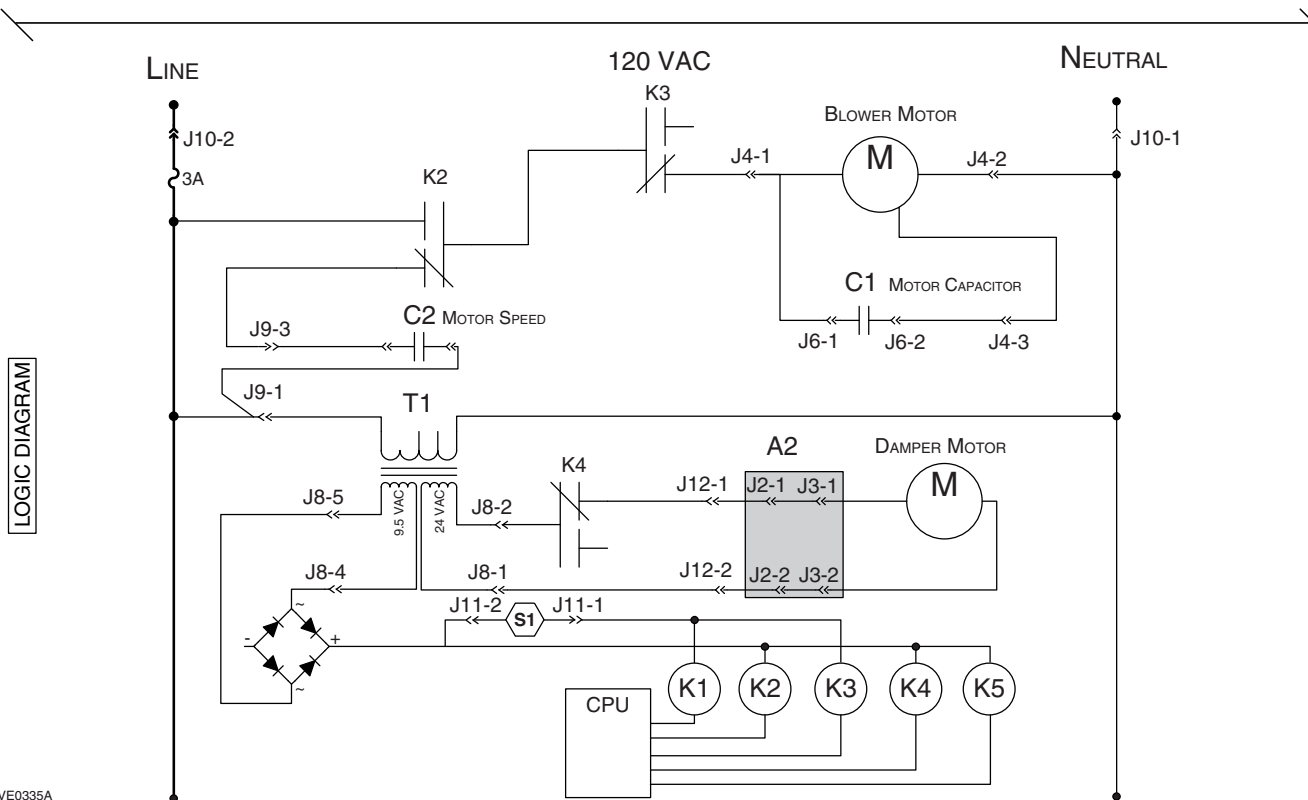 LINE
120 VAC
NEUTRAL
K3
BLOWER MOTOR
J10-2
J10-1
M
J4-1
J4-2
3A
K2
C1 MOTOR CAPACITOR
C2 MOTOR SPEED
J9-3
J6-1
J6-2
J4-3
J9-1
T1
LOGIC DIAGRAM
A2
DAMPER MOTOR
K4
M
J12-1
J2-1
J3-1
J8-5
9.5 VAC
24 VAC
J8-2
J8-4
J8-1
J12-2
J2-2
J3-2
J11-2
S1
J11-1
~
-
+
~
K1
K2
K3
K4
K5
CPU
VE0335A